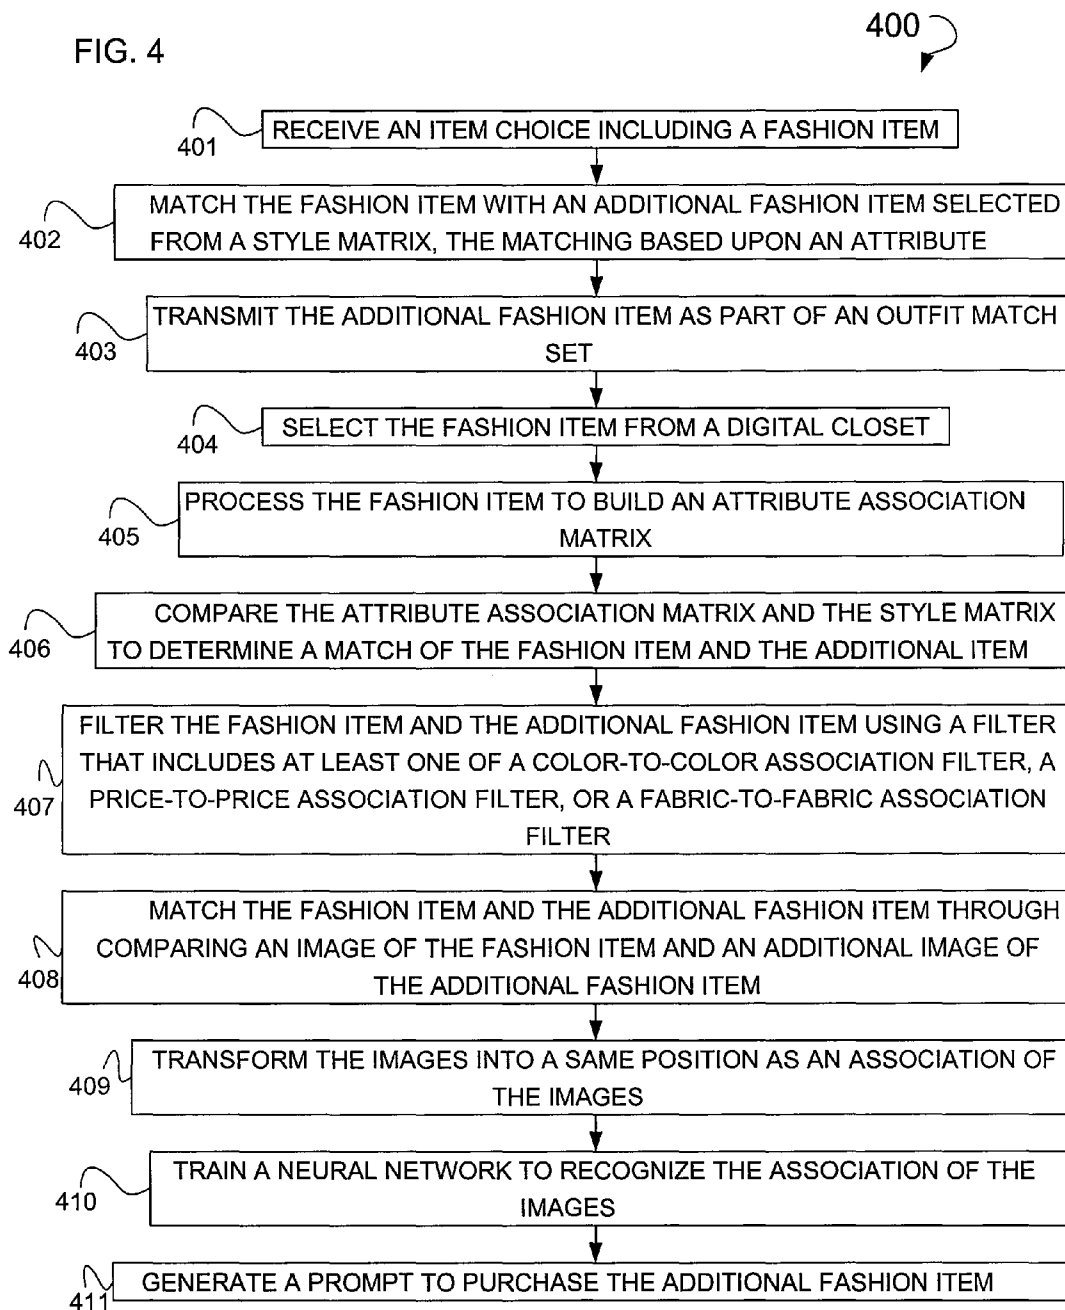 FIG. 4
400
401
RECEIVE AN ITEM CHOICE INCLUDING A FASHION ITEM
402
MATCH THE FASHION ITEM WITH AN ADDITIONAL FASHION ITEM SELECTED
FROM A STYLE MATRIX, THE MATCHING BASED UPON AN ATTRIBUTE
403
TRANSMIT THE ADDITIONAL FASHION ITEM AS PART OF AN OUTFIT MATCH
SET
404
SELECT THE FASHION ITEM FROM A DIGITAL CLOSET
405
PROCESS THE FASHION ITEM TO BUILD AN ATTRIBUTE ASSOCIATION
MATRIX
406
COMPARE THE ATTRIBUTE ASSOCIATION MATRIX AND THE STYLE MATRIX
TO DETERMINE A MATCH OF THE FASHION ITEM AND THE ADDITIONAL ITEM
407
FILTER THE FASHION ITEM AND THE ADDITIONAL FASHION ITEM USING A FILTER
THAT INCLUDES AT LEAST ONE OF A COLOR-TO-COLOR ASSOCIATION FILTER, A
PRICE-TO-PRICE ASSOCIATION FILTER, OR A FABRIC-TO-FABRIC ASSOCIATION
FILTER
408
MATCH THE FASHION ITEM AND THE ADDITIONAL FASHION ITEM THROUGH
COMPARING AN IMAGE OF THE FASHION ITEM AND AN ADDITIONAL IMAGE OF
THE ADDITIONAL FASHION ITEM
409
TRANSFORM THE IMAGES INTO A SAME POSITION AS AN ASSOCIATION OF
THE IMAGES
410
TRAIN A NEURAL NETWORK TO RECOGNIZE THE ASSOCIATION OF THE
IMAGES
411
GENERATE A PROMPT TO PURCHASE THE ADDITIONAL FASHION ITEM